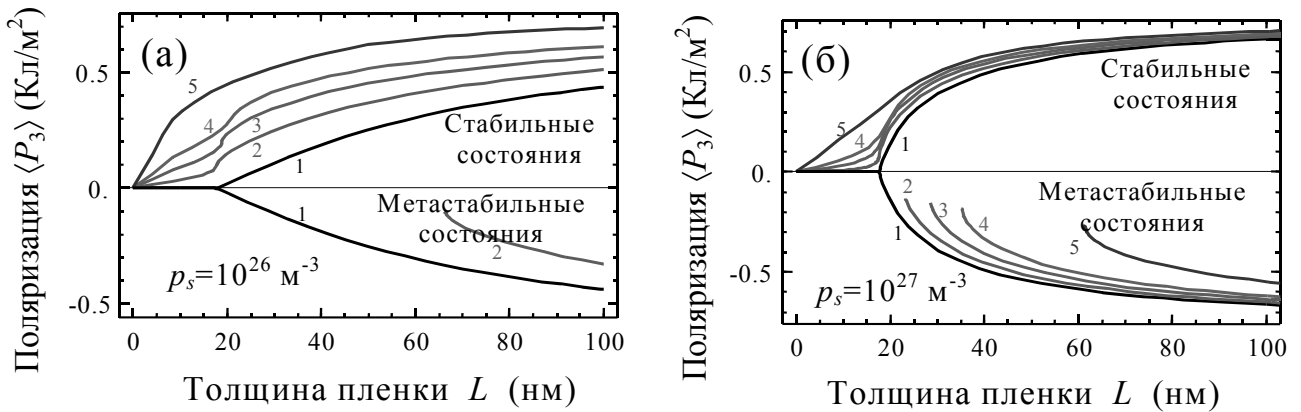 (а)
Поляризация ⟨P₃⟩ (Кл/м²)
0.5
0.
-0.5
5
4
3
2
1
Стабильные
состояния
Метастабильные
состояния
1
2
pₛ=10²⁶ м⁻³
0 20 40 60 80 100
Толщина пленки L (нм)
(б)
Поляризация ⟨P₃⟩ (Кл/м²)
0.5
0.
-0.5
5
4
1
Стабильные
состояния
Метастабильные
состояния
2
3
4
1
5
pₛ=10²⁷ м⁻³
0 20 40 60 80 100
Толщина пленки L (нм)